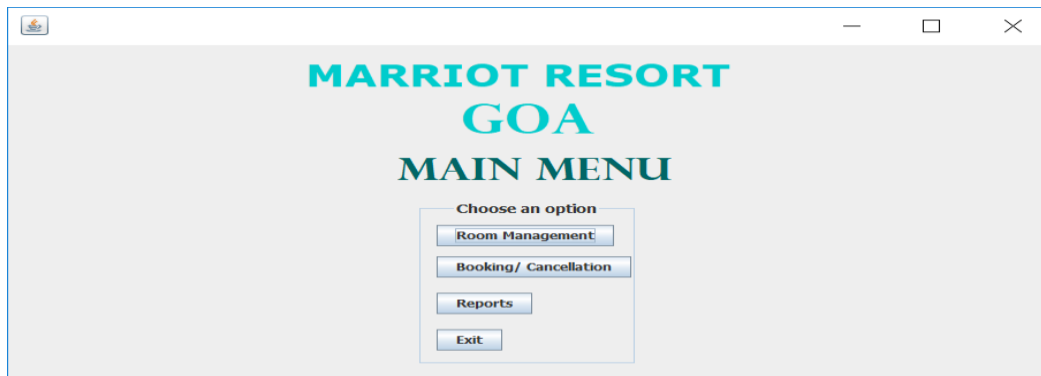 MARRIOT RESORT
GOA
MAIN MENU
Choose an option
Room Management
Booking/ Cancellation
Reports
Exit